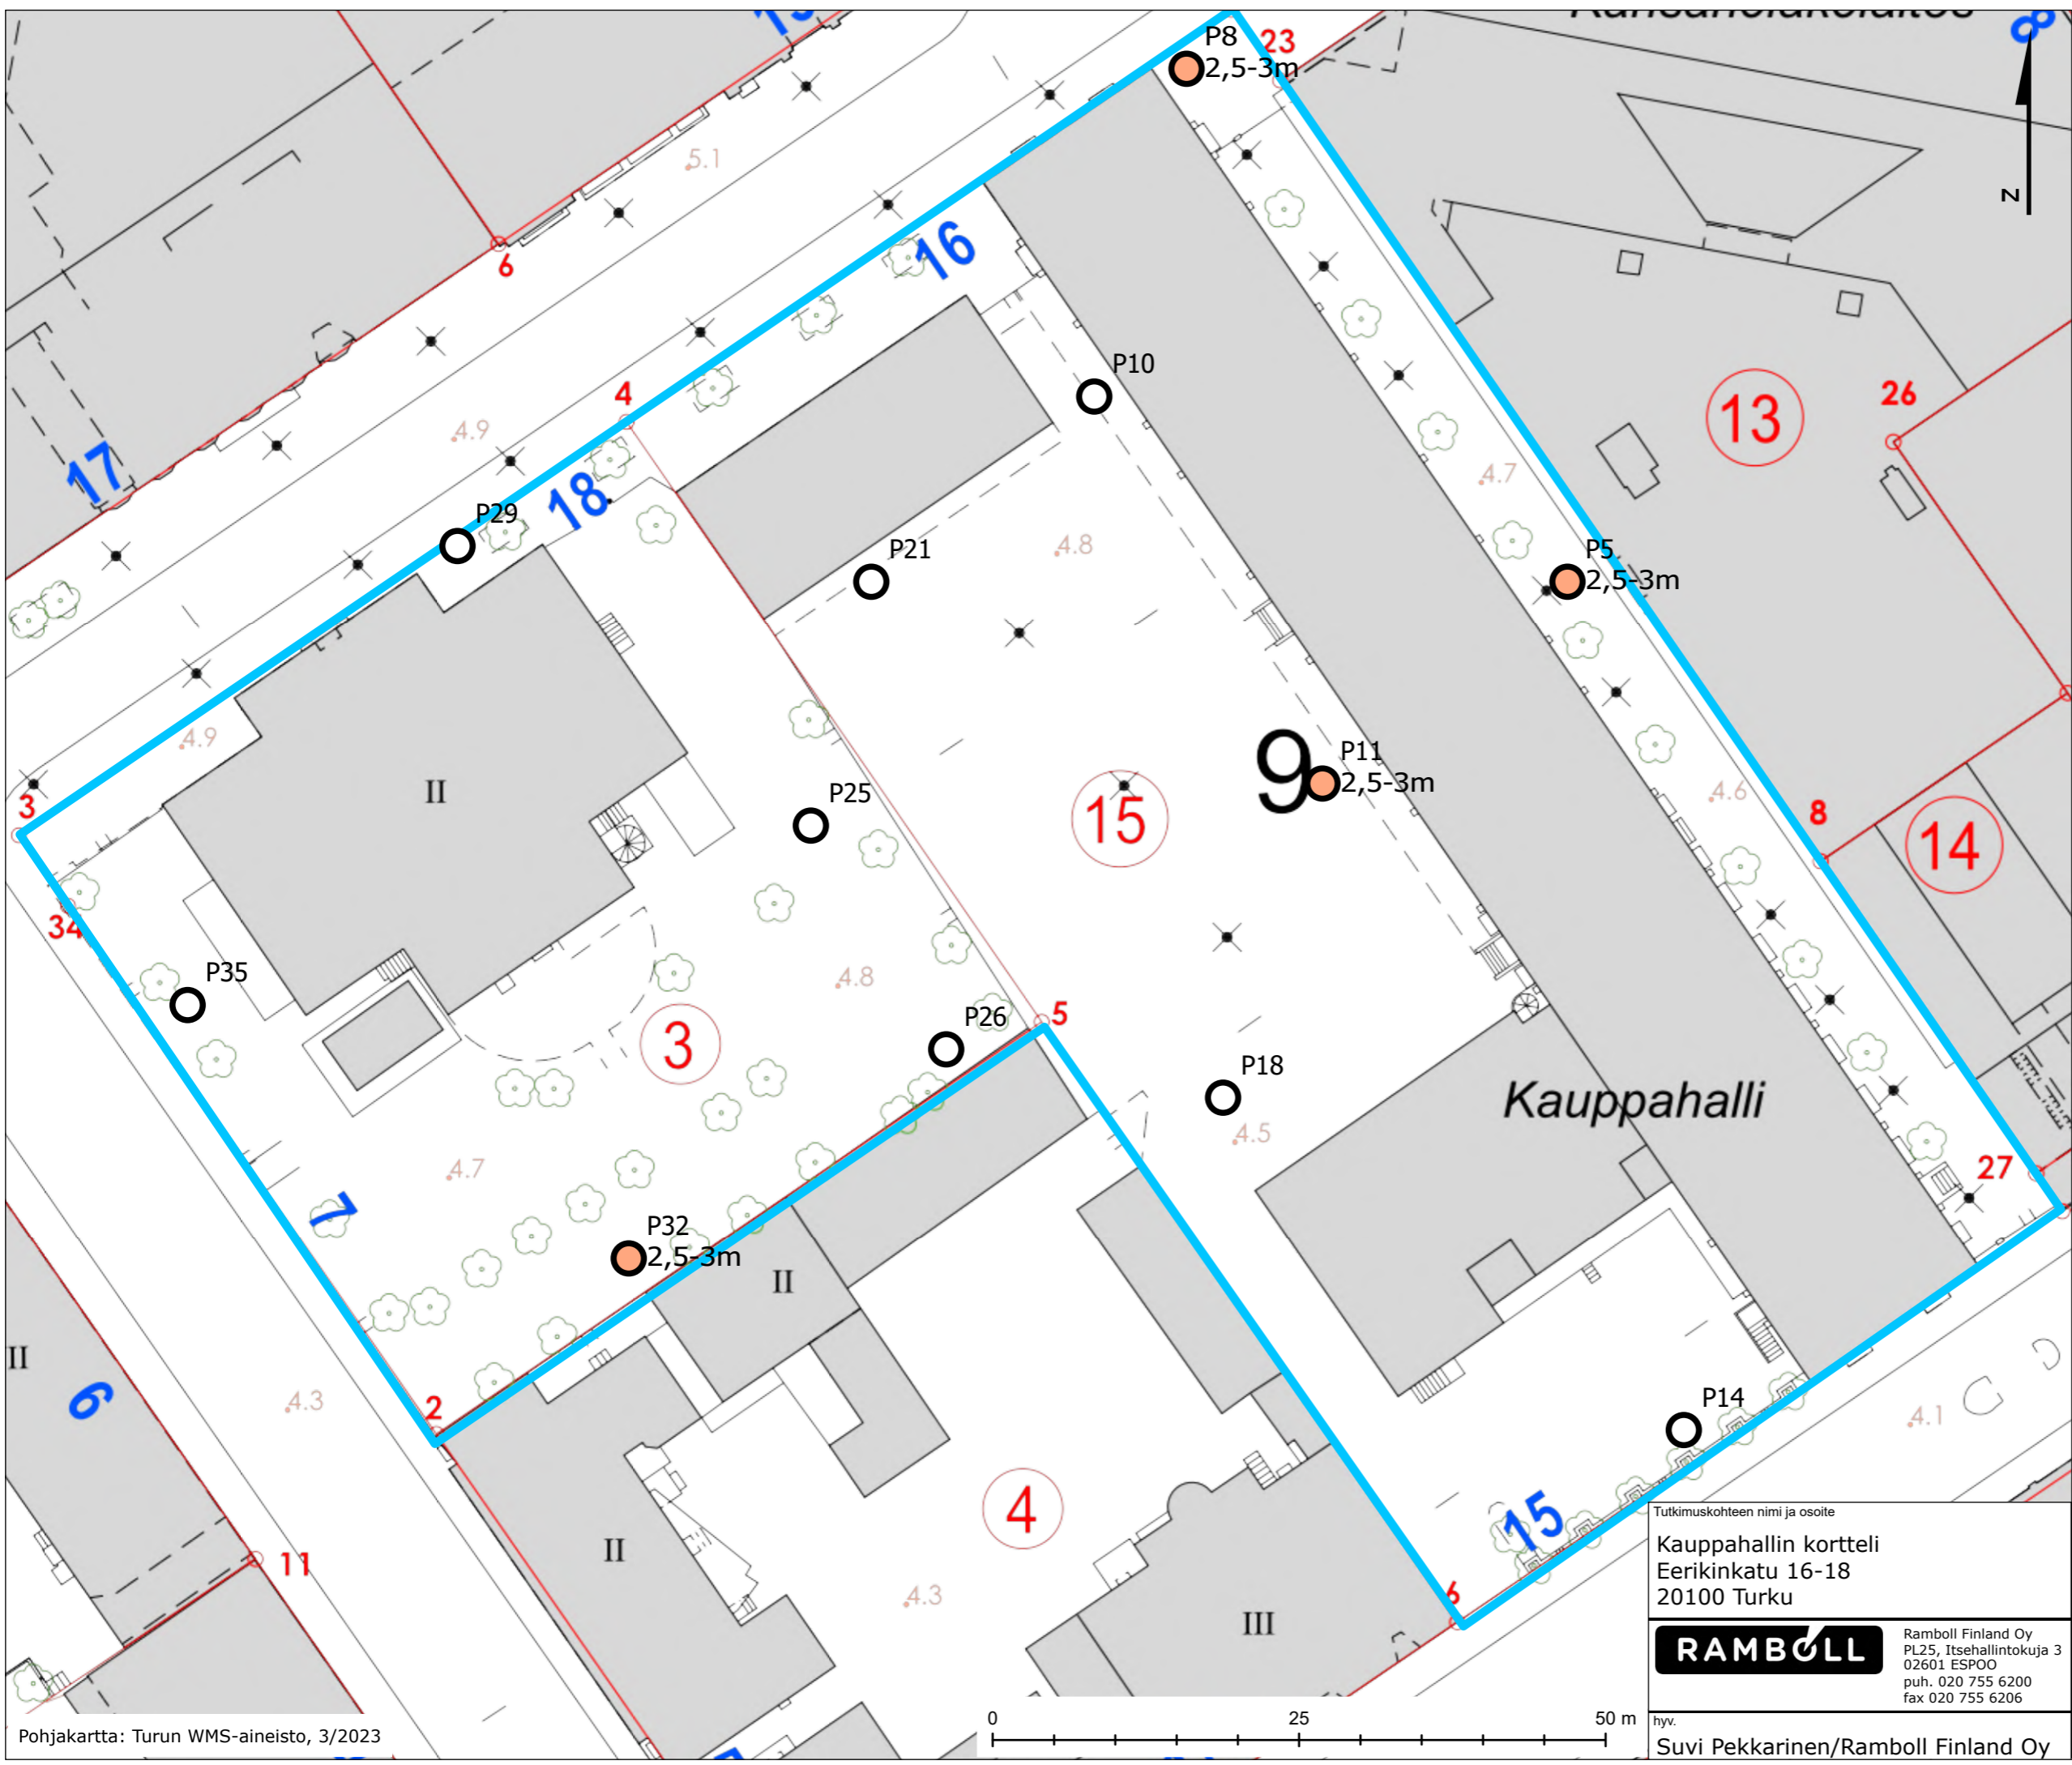 P8
23
2,5-3m
5.1
6
16
P10
4
26
13
4.9
17
4.7
P29
18
P21
4.8
P5
2,5-3m
4.9
II
P25
9
P11
2,5-3m
15
4.6
8
14
3
34
P35
4.8
5
P26
3
P18
4.5
Kauppahalli
27
4.7
7
P32
2,5-3m
II
II
6
4.3
2
P14
4.1
4
15
II
11
4.3
6
III
Tutkimuskohteen nimi ja osoite
Kauppahallin kortteli
Eerikinkatu 16-18
20100 Turku
RAMBOLL
Ramboll Finland Oy
PL25, Itsehallintokuja 3
02601 ESPOO
puh. 020 755 6200
fax 020 755 6206
hyv.
Suvi Pekkarinen/Ramboll Finland Oy
0 25 50 m
Pohjakartta: Turun WMS-aineisto, 3/2023
8
N